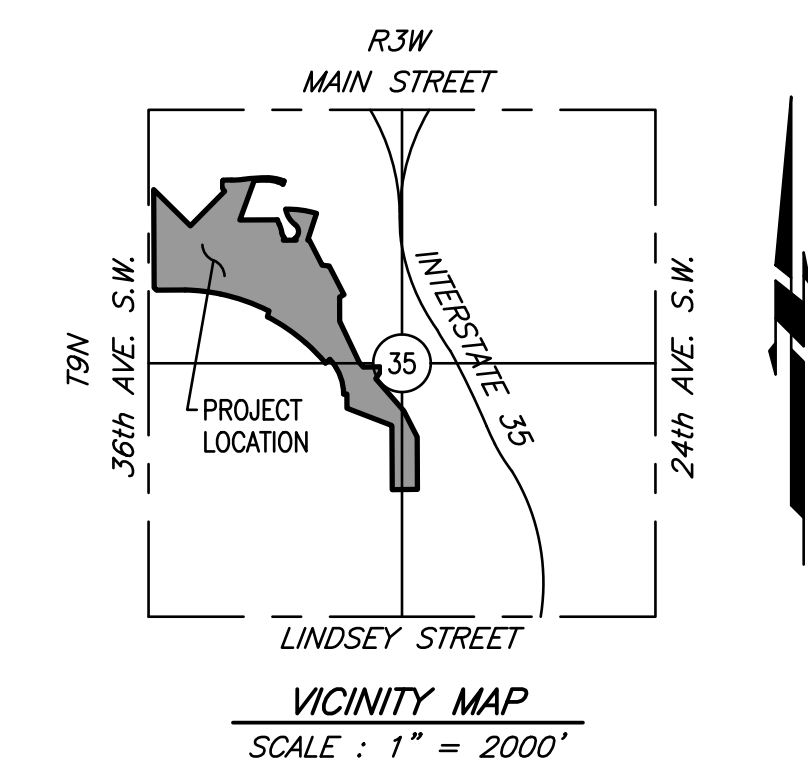 R3W
MAIN STREET
T9N
36th AVE. S.W.
INTERSTATE 35
24th AVE. S.W.
35
PROJECT
LOCATION
LINDSEY STREET
VICINITY MAP
SCALE : 1" = 2000'